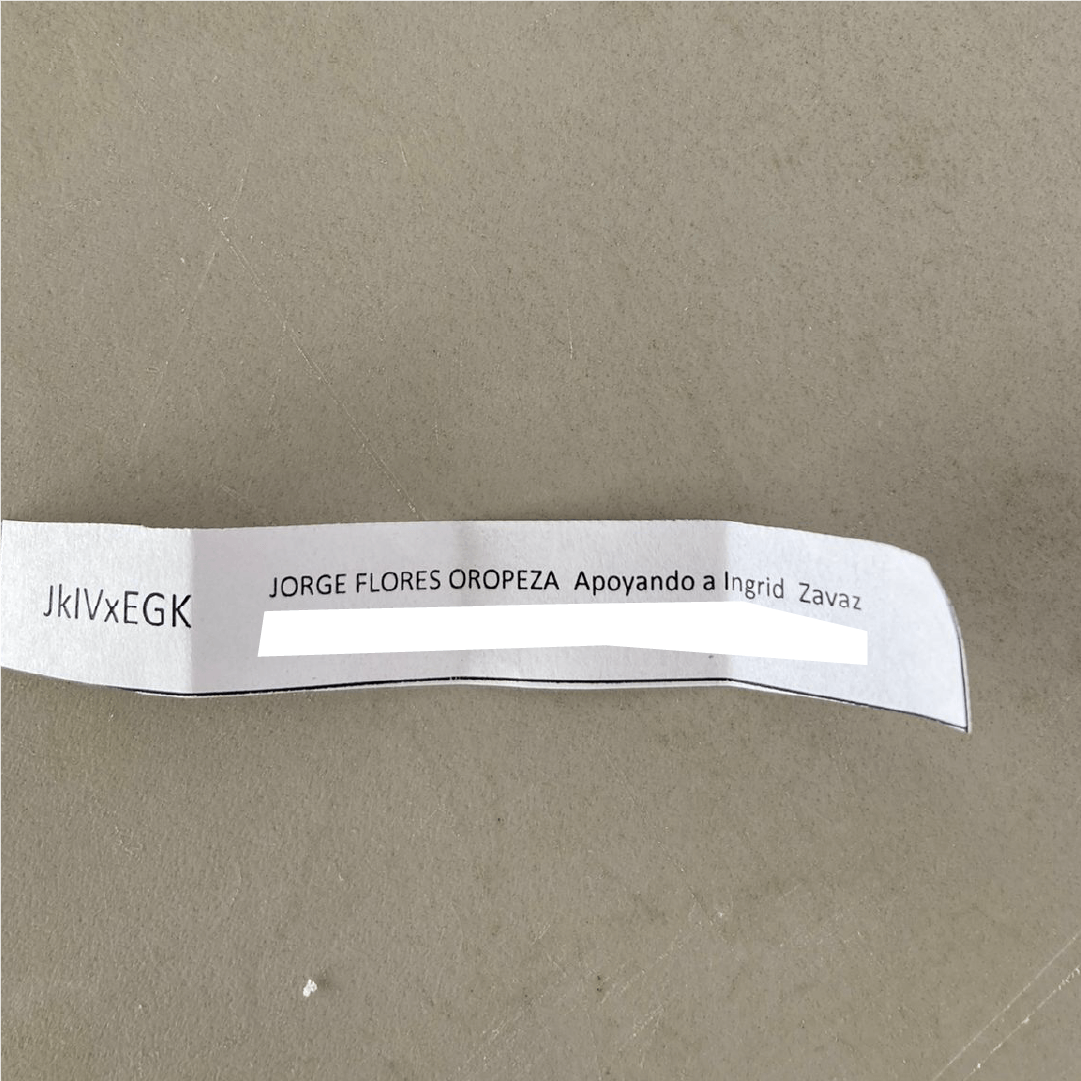 JkIVxEGK
JORGE FLORES OROPEZA Apoyando a Ingrid Zavaz